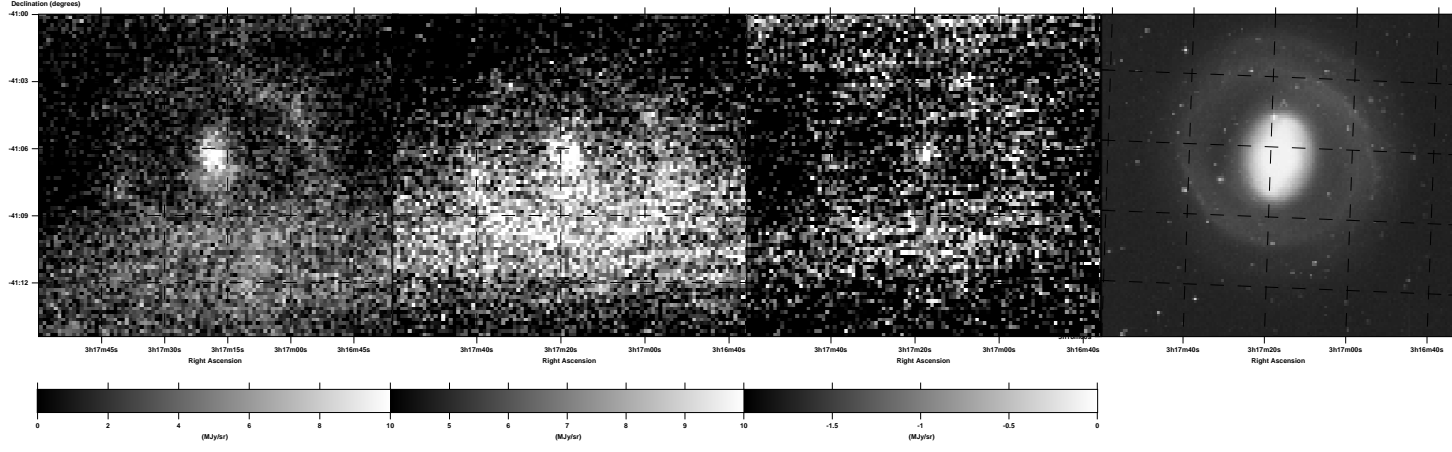 Declination (degrees)
-41:00
-41:03
-41:06
-41:09
-41:12
3h17m45s 3h17m30s 3h17m15s 3h17m00s 3h16m45s 3h17m40s 3h17m20s 3h17m00s 3h16m40s 3h17m40s 3h17m20s 3h17m00s 3h16m40s 3h17m40s 3h17m20s 3h17m00s 3h16m40s
Right Ascension Right Ascension Right Ascension Right Ascension
0 2 4 6 8 10 5 6 7 8 9 10 -1.5 -1 -0.5 0
(MJy/sr) (MJy/sr) (MJy/sr)